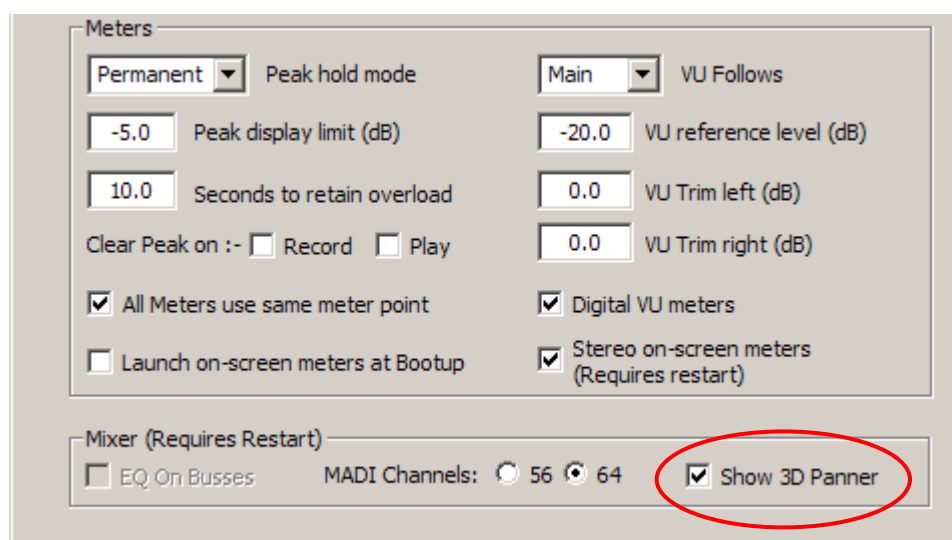 Meters
Permanent Peak hold mode Main VU Follows
-5.0 Peak display limit (dB) -20.0 VU reference level (dB)
10.0 Seconds to retain overload 0.0 VU Trim left (dB)
Clear Peak on :- Record Play 0.0 VU Trim right (dB)
All Meters use same meter point Digital VU meters
Launch on-screen meters at Bootup Stereo on-screen meters
(Requires restart)
Mixer (Requires Restart)
EQ On Busses MADI Channels: 56 64 Show 3D Panner